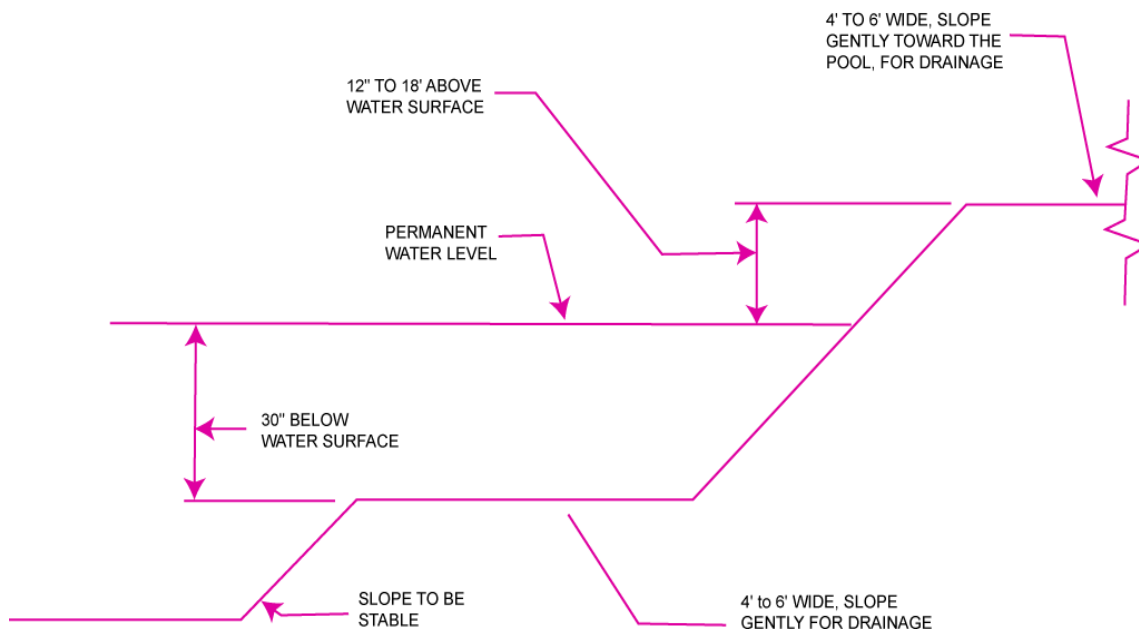 4' TO 6' WIDE, SLOPE
GENTLY TOWARD THE
POOL, FOR DRAINAGE
12" TO 18' ABOVE
WATER SURFACE
PERMANENT
WATER LEVEL
30" BELOW
WATER SURFACE
SLOPE TO BE
STABLE
4' to 6' WIDE, SLOPE
GENTLY FOR DRAINAGE